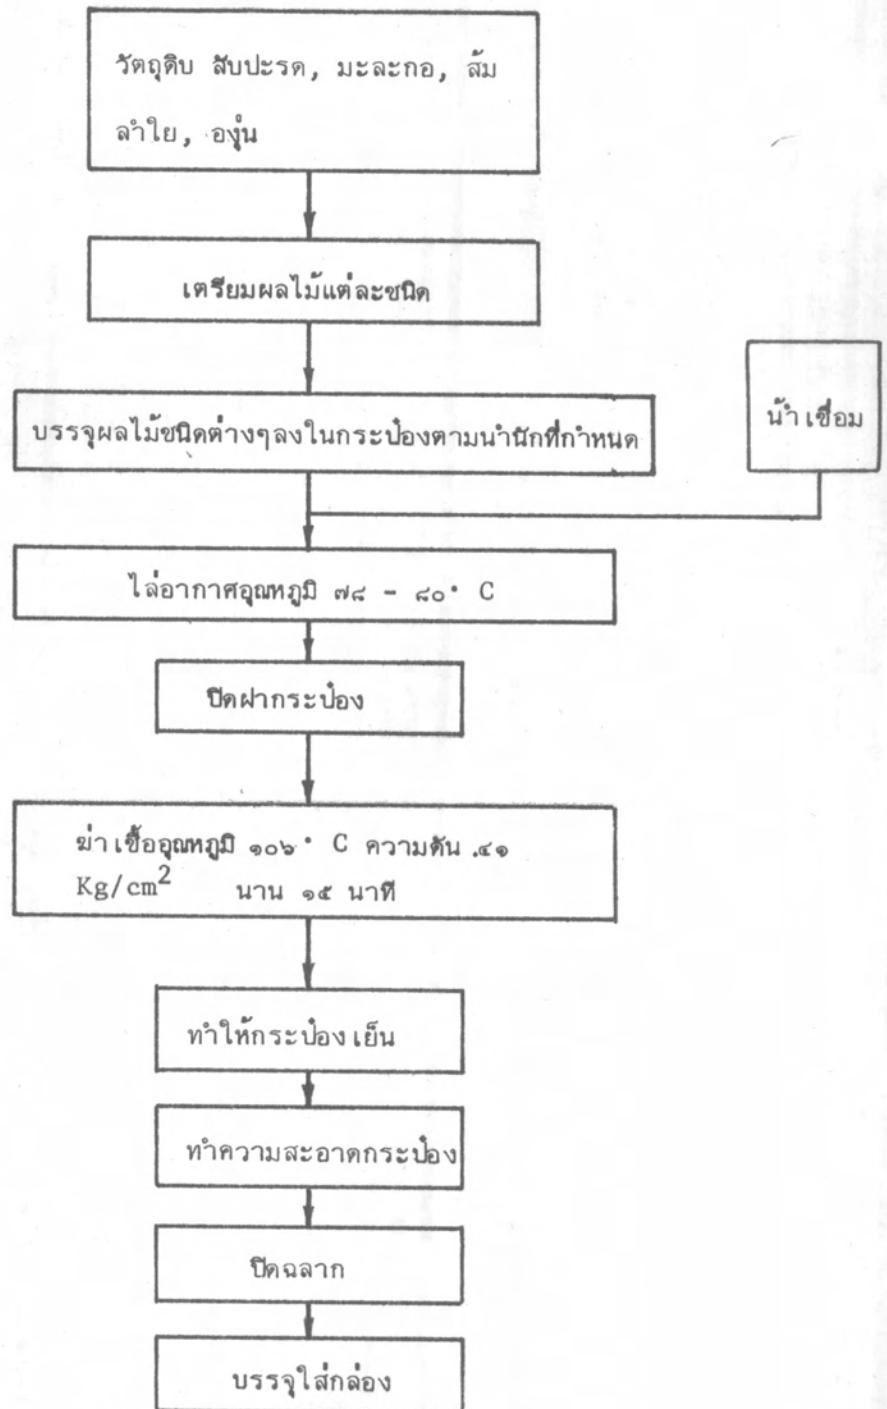 วัตถุดิบ สับปะรด, มะละกอ, ส้ม
ลำใย, องุ่น
เตรียมผลไม้แต่ละชนิด
บรรจุผลไม้ชนิดต่างๆลงในกระป๋องตามนำนักที่กำหนด
น้ำเชื่อม
ไล่อากาศอุณหภูมิ ๗๘ - ๘๐° C
ปิดฝากระป๋อง
ฆ่าเชื้ออุณหภูมิ ๑๐๖° C ความดัน .๔๑
Kg/cm² นาน ๑๕ นาที
ทำให้กระป๋องเย็น
ทำความสะอาดกระป๋อง
ปิดฉลาก
บรรจุใส่กล่อง